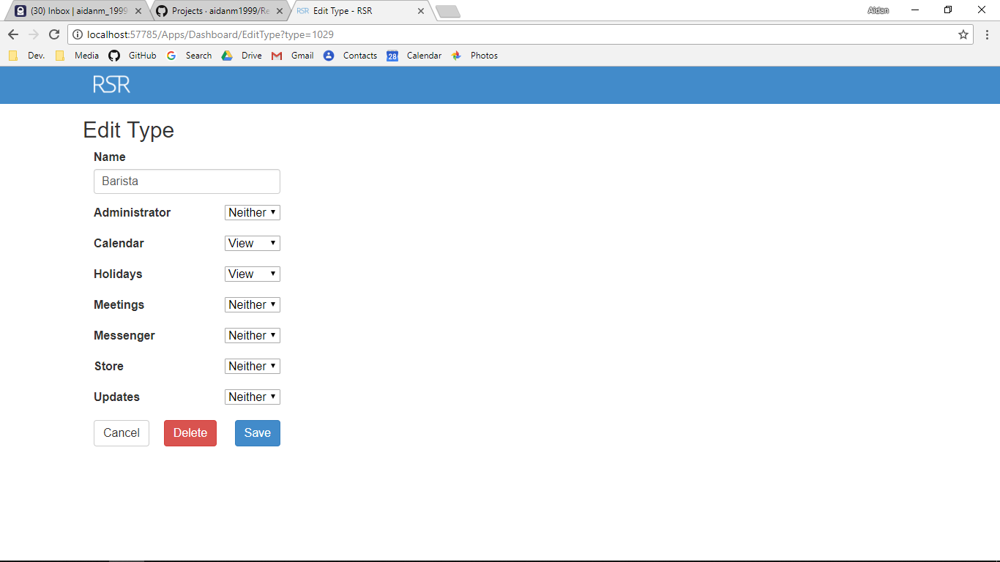 (30) Inbox | aidanm_1999 Projects · aidanm1999/Re RSR Edit Type - RSR Aidan
localhost:57785/Apps/Dashboard/EditType?type=1029
Dev. Media GitHub Search Drive Gmail 28 Contacts Calendar Photos
RSR
Edit Type
Name
Barista
Administrator Neither
Calendar View
Holidays View
Meetings Neither
Messenger Neither
Store Neither
Updates Neither
Cancel Delete Save